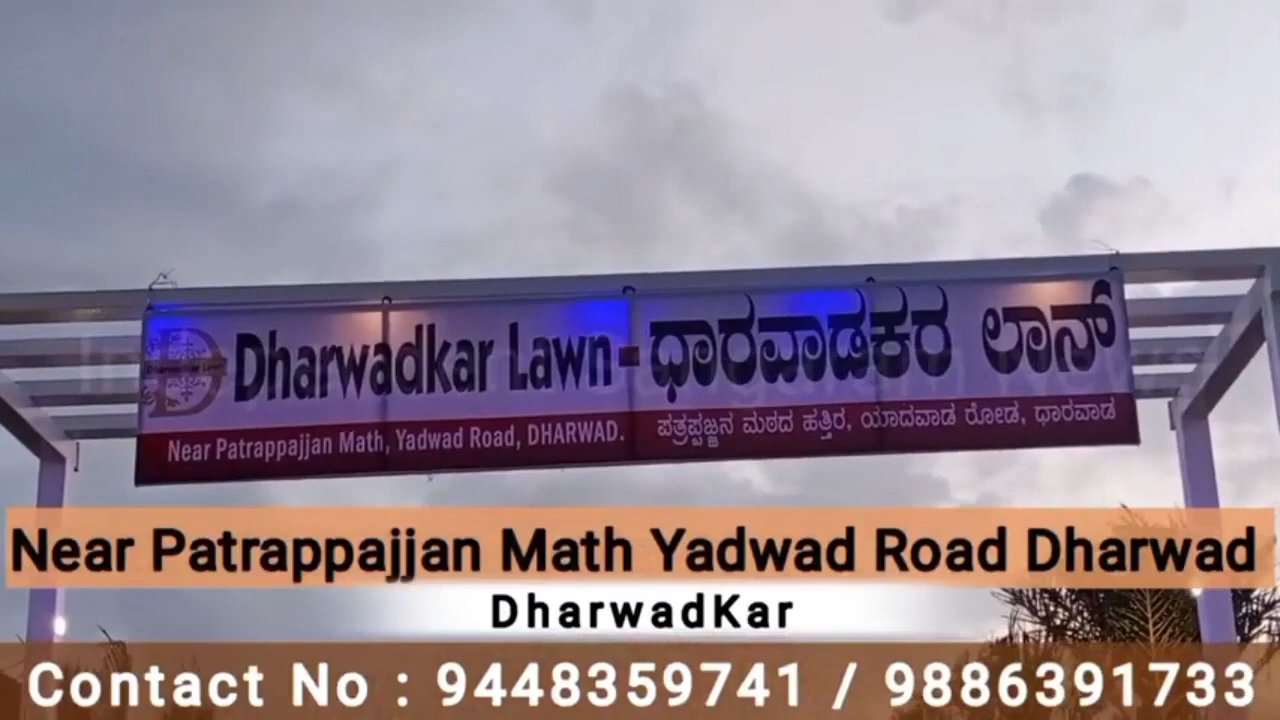 Dharwadkar Lawn - ಧಾರವಾಡಕರ ಲಾನ್
Near Patrappajjan Math, Yadwad Road, DHARWAD. ಪತ್ರಪ್ಪಜ್ಜನ ಮಠದ ಹತ್ತಿರ, ಯಾದವಾಡ ರೋಡ, ಧಾರವಾಡ
Near Patrappajjan Math Yadwad Road Dharwad
DharwadKar
Contact No : 9448359741 / 9886391733